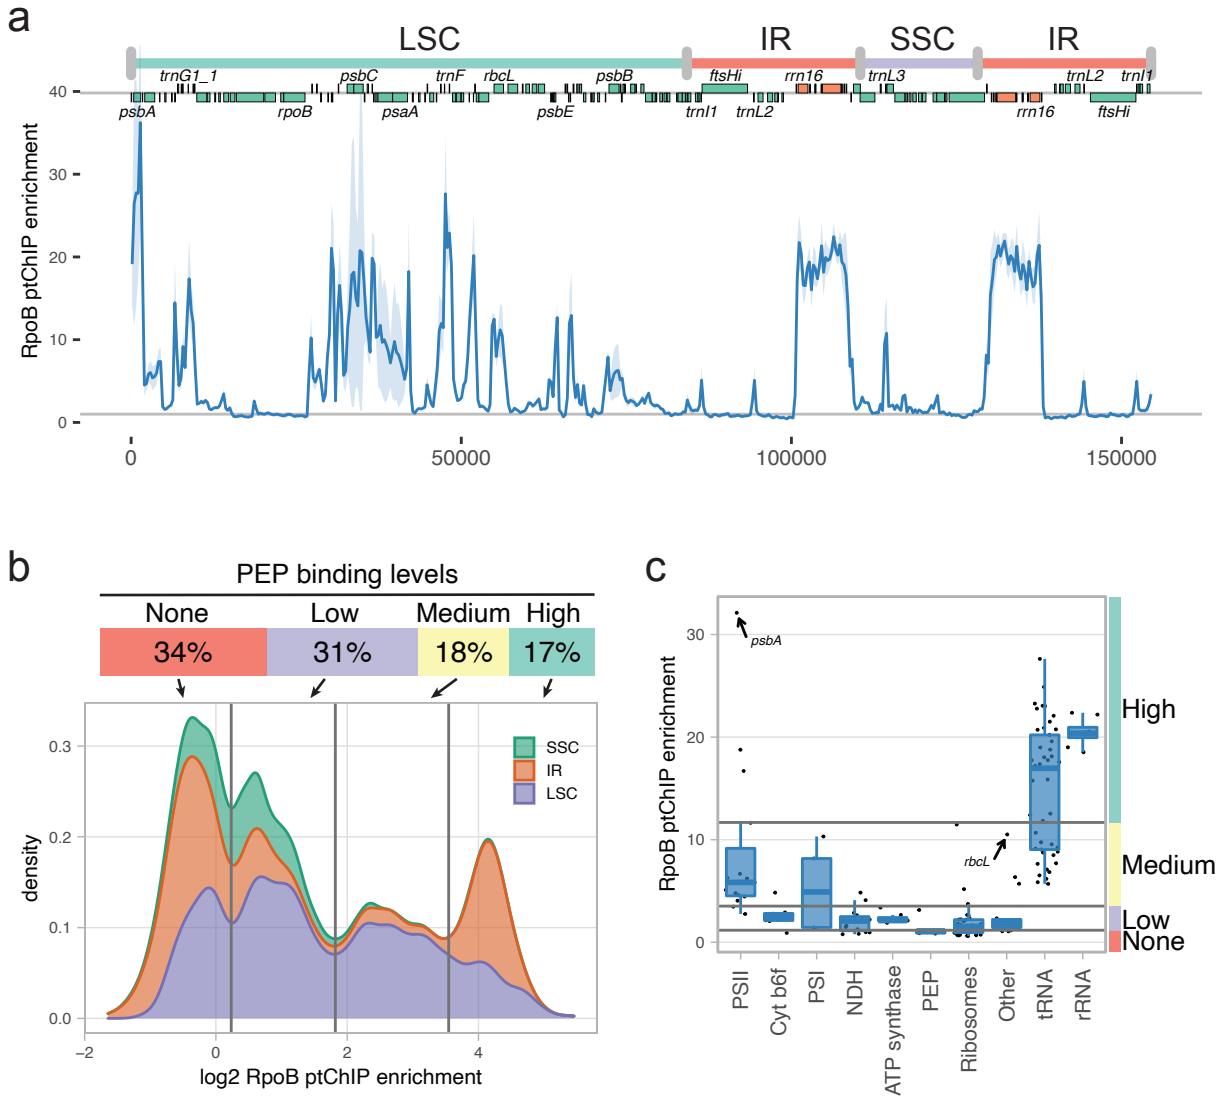 a
LSC IR SSC IR
trnG1_1 psbC trnF rbcL psbB ftsHi rrn16 trnL3 trnL2 trnI1
psbA rpoB psaA psbE trnI1 trnL2 rrn16 ftsHi
RpoB ptChIP enrichment
40
30
20
10
0
0 50000 100000 150000
b
PEP binding levels
None Low Medium High
34% 31% 18% 17%
density
0.3
0.2
0.1
0.0
SSC
IR
LSC
−2 0 2 4
log2 RpoB ptChIP enrichment
c
RpoB ptChIP enrichment
30
20
10
0
psbA
rbcL
High
Medium
Low
None
PSII
Cyt b6f
PSI
NDH
ATP synthase
PEP
Ribosomes
Other
tRNA
rRNA